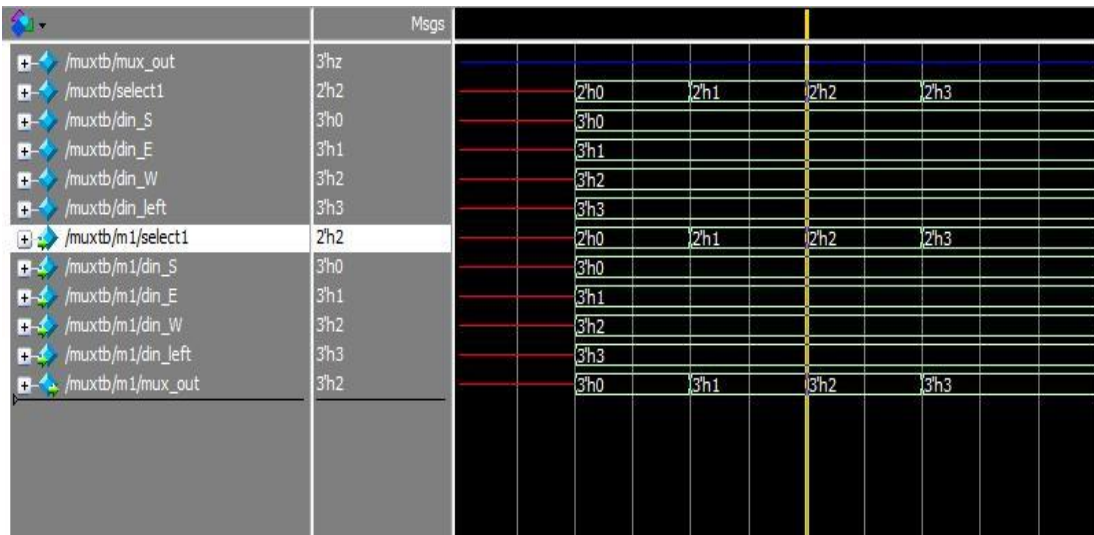 Msgs
/muxtb/mux_out 3'hz
/muxtb/select1 2'h2 2'h0 2'h1 2'h2 2'h3
/muxtb/din_S 3'h0 3'h0
/muxtb/din_E 3'h1 3'h1
/muxtb/din_W 3'h2 3'h2
/muxtb/din_left 3'h3 3'h3
/muxtb/m1/select1 2'h2 2'h0 2'h1 2'h2 2'h3
/muxtb/m1/din_S 3'h0 3'h0
/muxtb/m1/din_E 3'h1 3'h1
/muxtb/m1/din_W 3'h2 3'h2
/muxtb/m1/din_left 3'h3 3'h3
/muxtb/m1/mux_out 3'h2 3'h0 3'h1 3'h2 3'h3